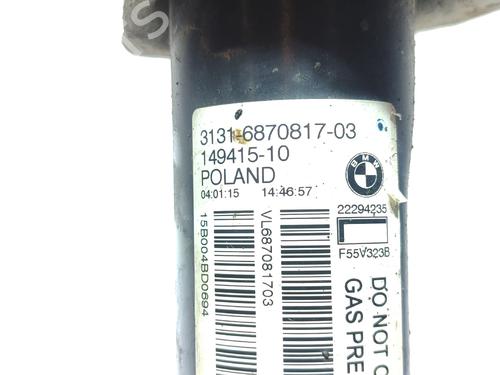 3131-6870817-03
149415-10
POLAND
04.01.15 14:46:57
BMW
22294235
F55V323B
15B004BD0694
VL687081703
DO NOT
GAS PRE